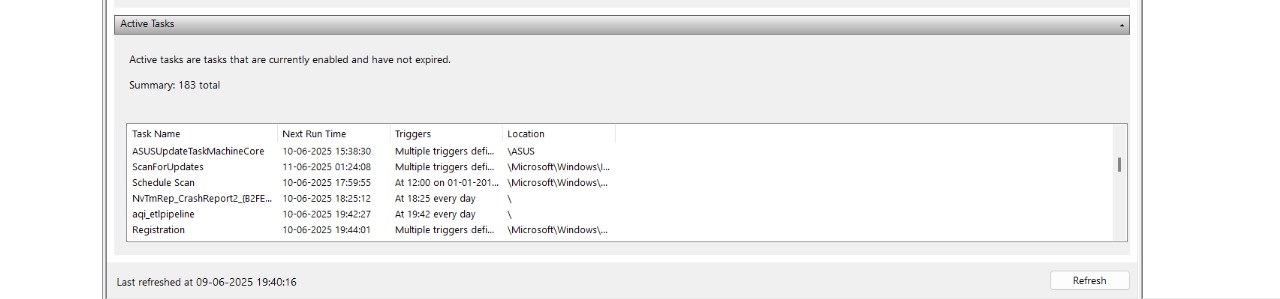 Active Tasks
Active tasks are tasks that are currently enabled and have not expired.
Summary: 183 total
Task Name Next Run Time Triggers Location
ASUSUpdateTaskMachineCore 10-06-2025 15:38:30 Multiple triggers defi... \ASUS
ScanForUpdates 11-06-2025 01:24:08 Multiple triggers defi... \Microsoft\Windows\I...
Schedule Scan 10-06-2025 17:59:55 At 12:00 on 01-01-201... \Microsoft\Windows\...
NvTmRep_CrashReport2_{B2FE... 10-06-2025 18:25:12 At 18:25 every day \
aqi_etlpipeline 10-06-2025 19:42:27 At 19:42 every day \
Registration 10-06-2025 19:44:01 Multiple triggers defi... \Microsoft\Windows\...
Last refreshed at 09-06-2025 19:40:16 Refresh